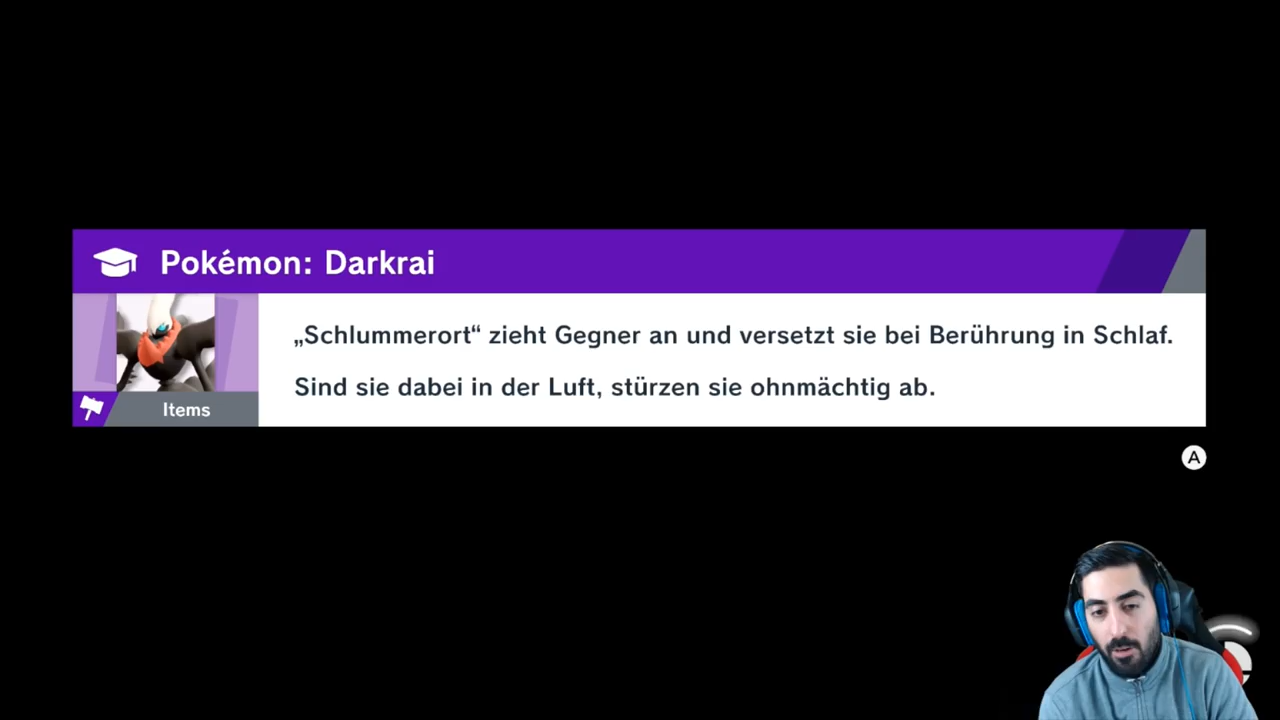 Pokémon: Darkrai
„Schlummerort“ zieht Gegner an und versetzt sie bei Berührung in Schlaf.
Sind sie dabei in der Luft, stürzen sie ohnmächtig ab.
Items
A